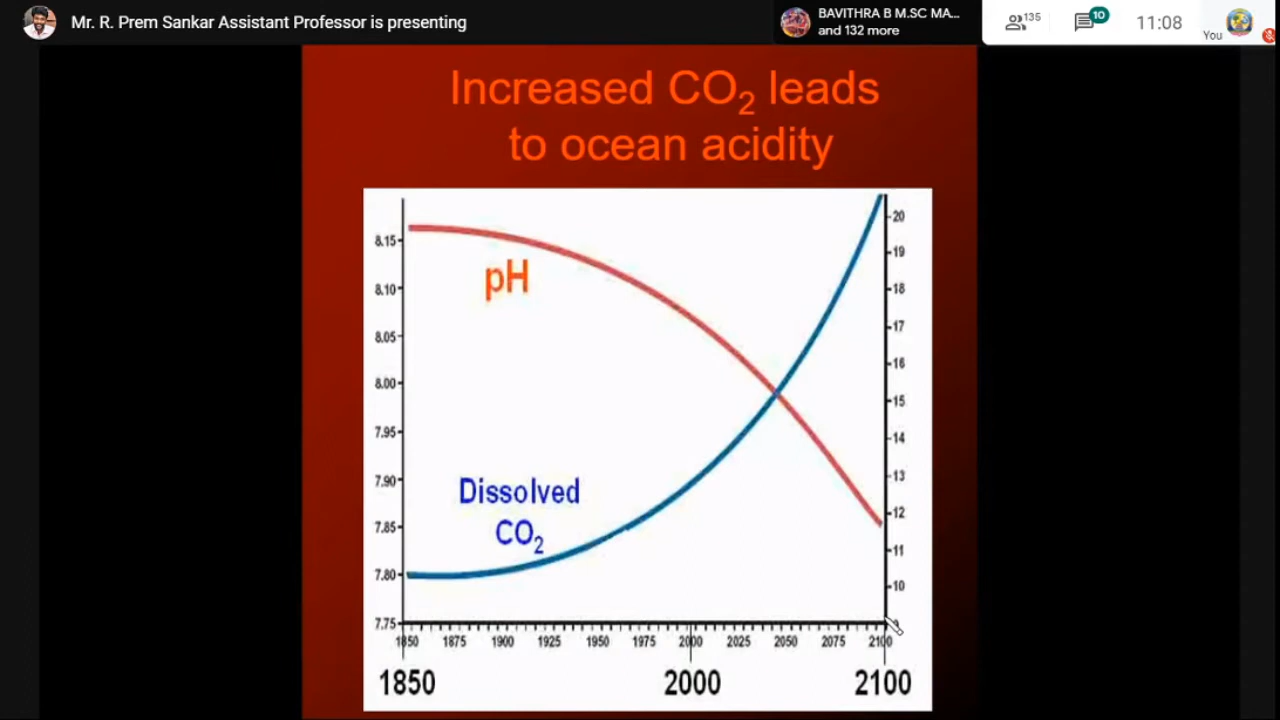 Mr. R. Prem Sankar Assistant Professor is presenting
BAVITHRA B M.SC MA...
and 132 more
135
10
11:08
You
Increased CO2 leads
to ocean acidity
8.15
8.10
8.05
8.00
7.95
7.90
7.85
7.80
7.75
pH
Dissolved
CO2
20
19
18
17
16
15
14
13
12
11
10
1850 1875 1900 1925 1950 1975 2000 2025 2050 2075 2100
1850 2000 2100